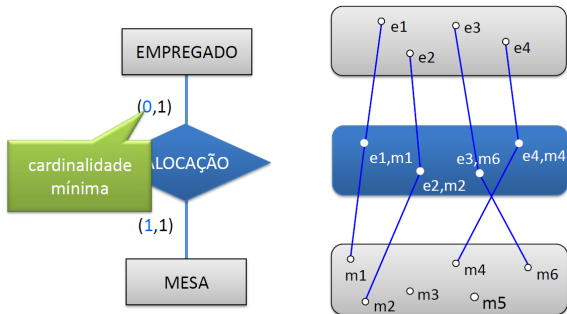 EMPREGADO
(0,1)
cardinalidade
mínima
ALOCAÇÃO
(1,1)
MESA
e1
e3
e2
e4
e1,m1
e3,m6
e4,m4
e2,m2
m1
m4
m6
m3
m2
m5